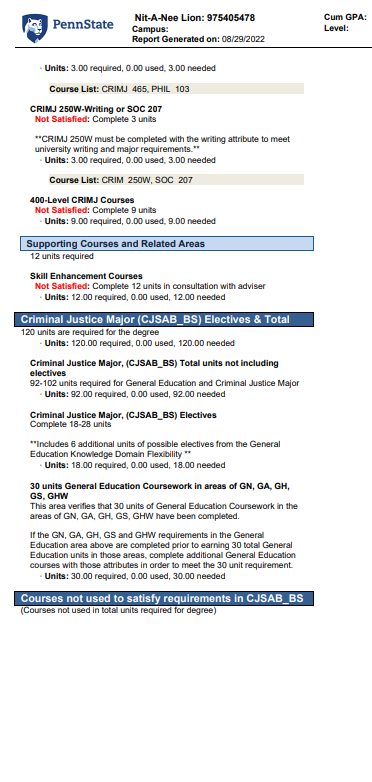 PennState
Nit-A-Nee Lion: 975405478
Campus:
Report Generated on: 08/29/2022
Cum GPA:
Level:
· Units: 3.00 required, 0.00 used, 3.00 needed
Course List: CRIMJ 465, PHIL 103
CRIMJ 250W-Writing or SOC 207
Not Satisfied: Complete 3 units
**CRIMJ 250W must be completed with the writing attribute to meet
university writing and major requirements.**
· Units: 3.00 required, 0.00 used, 3.00 needed
Course List: CRIM 250W, SOC 207
400-Level CRIMJ Courses
Not Satisfied: Complete 9 units
· Units: 9.00 required, 0.00 used, 9.00 needed
Supporting Courses and Related Areas
12 units required
Skill Enhancement Courses
Not Satisfied: Complete 12 units in consultation with adviser
· Units: 12.00 required, 0.00 used, 12.00 needed
Criminal Justice Major (CJSAB_BS) Electives & Total
120 units are required for the degree
· Units: 120.00 required, 0.00 used, 120.00 needed
Criminal Justice Major, (CJSAB_BS) Total units not including
electives
92-102 units required for General Education and Criminal Justice Major
· Units: 92.00 required, 0.00 used, 92.00 needed
Criminal Justice Major, (CJSAB_BS) Electives
Complete 18-28 units
**Includes 6 additional units of possible electives from the General
Education Knowledge Domain Flexibility **
· Units: 18.00 required, 0.00 used, 18.00 needed
30 units General Education Coursework in areas of GN, GA, GH,
GS, GHW
This area verifies that 30 units of General Education Coursework in the
areas of GN, GA, GH, GS, GHW have been completed.
If the GN, GA, GH, GS and GHW requirements in the General
Education area above are completed prior to earning 30 total General
Education units in those areas, complete additional General Education
courses with those attributes in order to meet the 30 unit requirement.
· Units: 30.00 required, 0.00 used, 30.00 needed
Courses not used to satisfy requirements in CJSAB_BS
(Courses not used in total units required for degree)